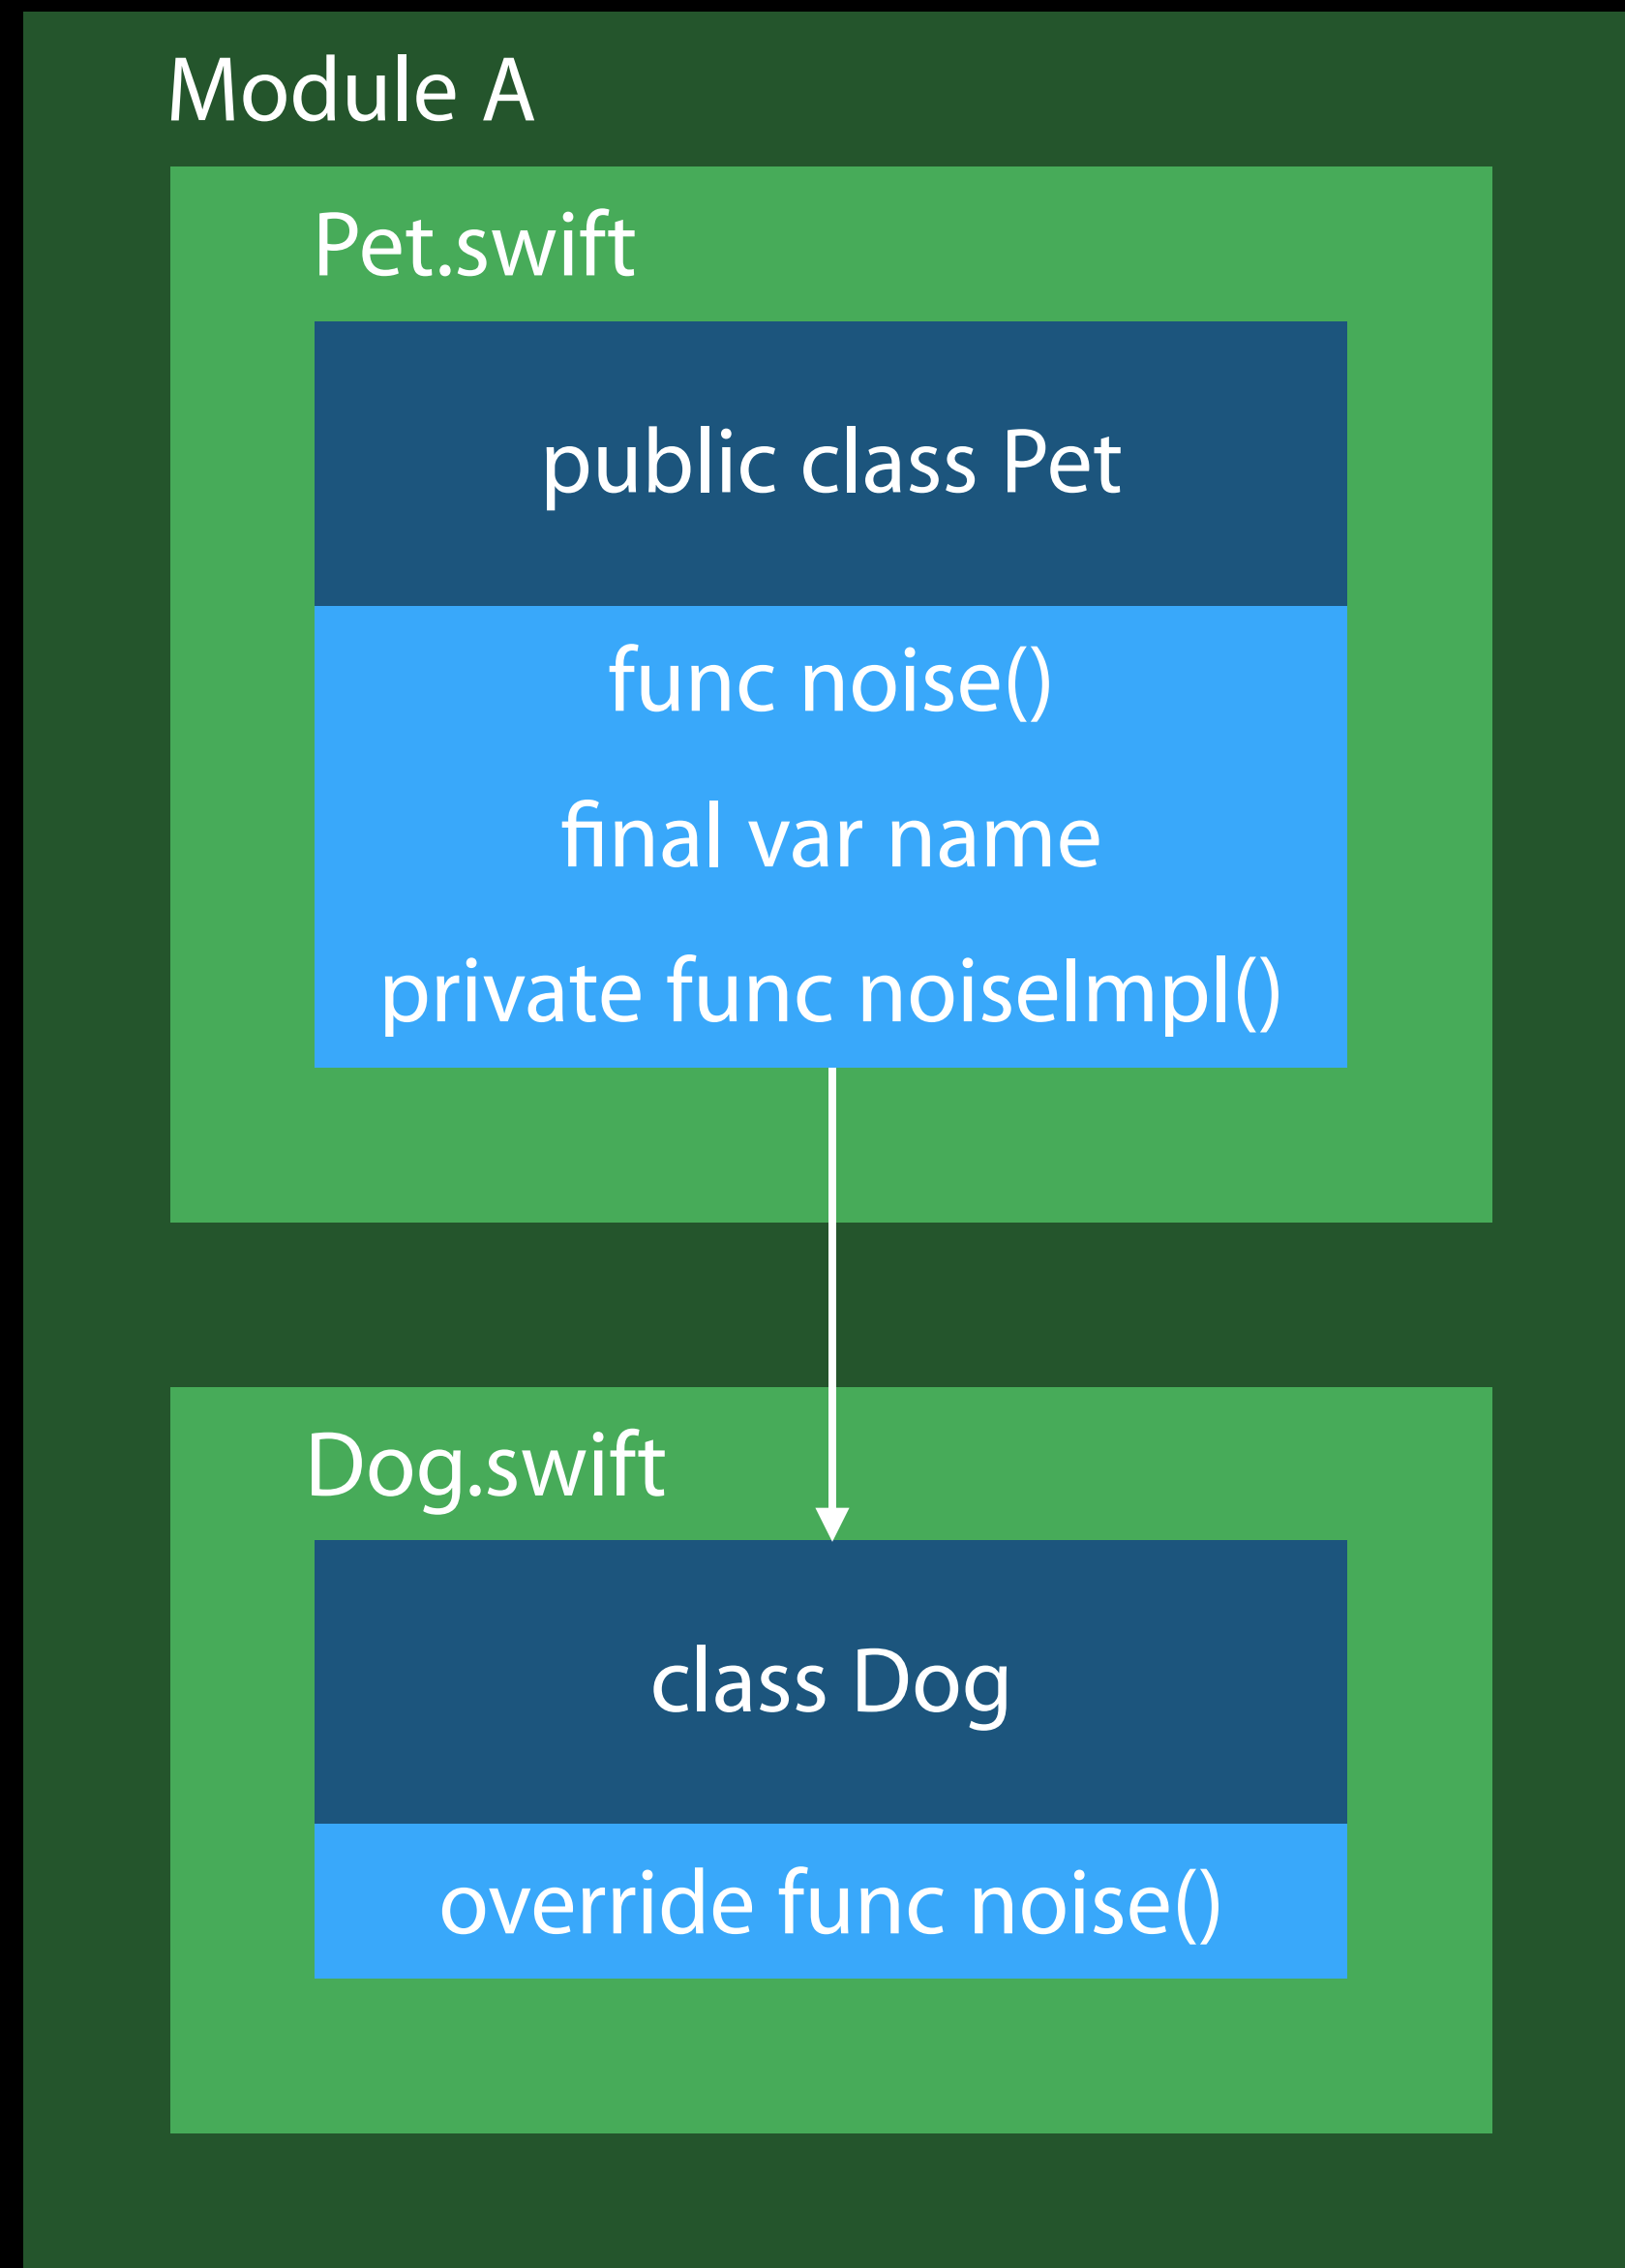 Module A
Pet.swift
public class Pet
func noise()
final var name
private func noiseImpl()
Dog.swift
class Dog
override func noise()